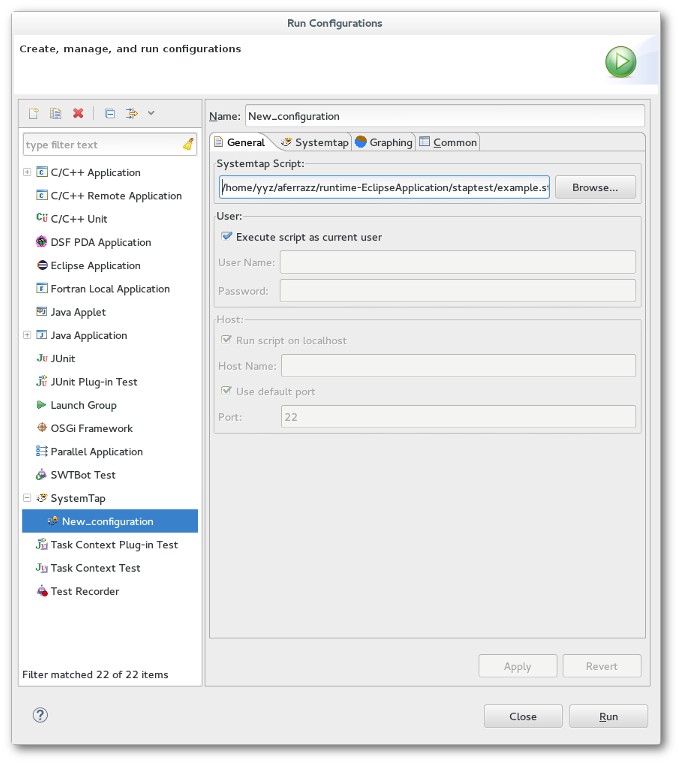 Run Configurations
Create, manage, and run configurations
type filter text
C/C++ Application
C/C++ Remote Application
C/C++ Unit
DSF PDA Application
Eclipse Application
Fortran Local Application
Java Applet
Java Application
JUnit
JUnit Plug-in Test
Launch Group
OSGi Framework
Parallel Application
SWTBot Test
SystemTap
New_configuration
Task Context Plug-in Test
Task Context Test
Test Recorder
Filter matched 22 of 22 items
Name: New_configuration
General Systemtap Graphing Common
Systemtap Script:
/home/yyz/aferrazz/runtime-EclipseApplication/staptest/example.st Browse...
User:
Execute script as current user
User Name:
Password:
Host:
Run script on localhost
Host Name:
Use default port
Port: 22
Apply Revert
? Close Run